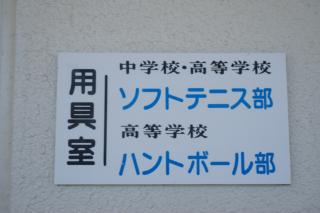 用具室
中学校・高等学校
ソフトテニス部
高等学校
ハントボール部